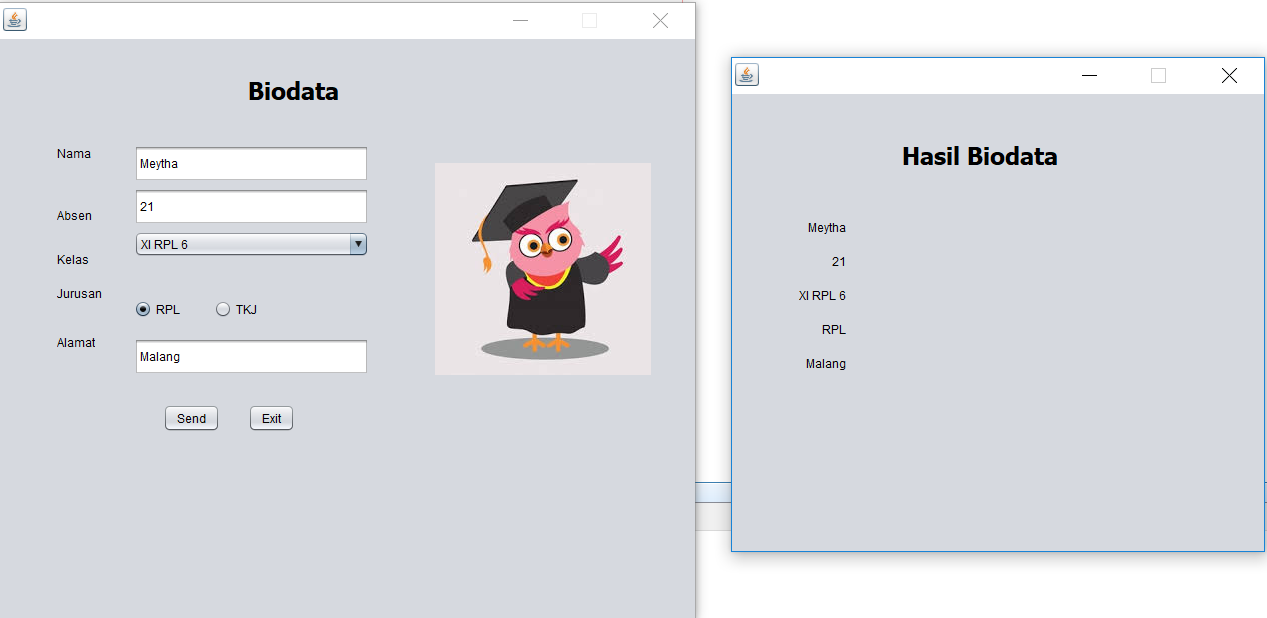 Biodata
Nama
Meytha
Absen
21
Kelas
XI RPL 6
Jurusan
RPL TKJ
Alamat
Malang
Send Exit
Hasil Biodata
Meytha
21
XI RPL 6
RPL
Malang